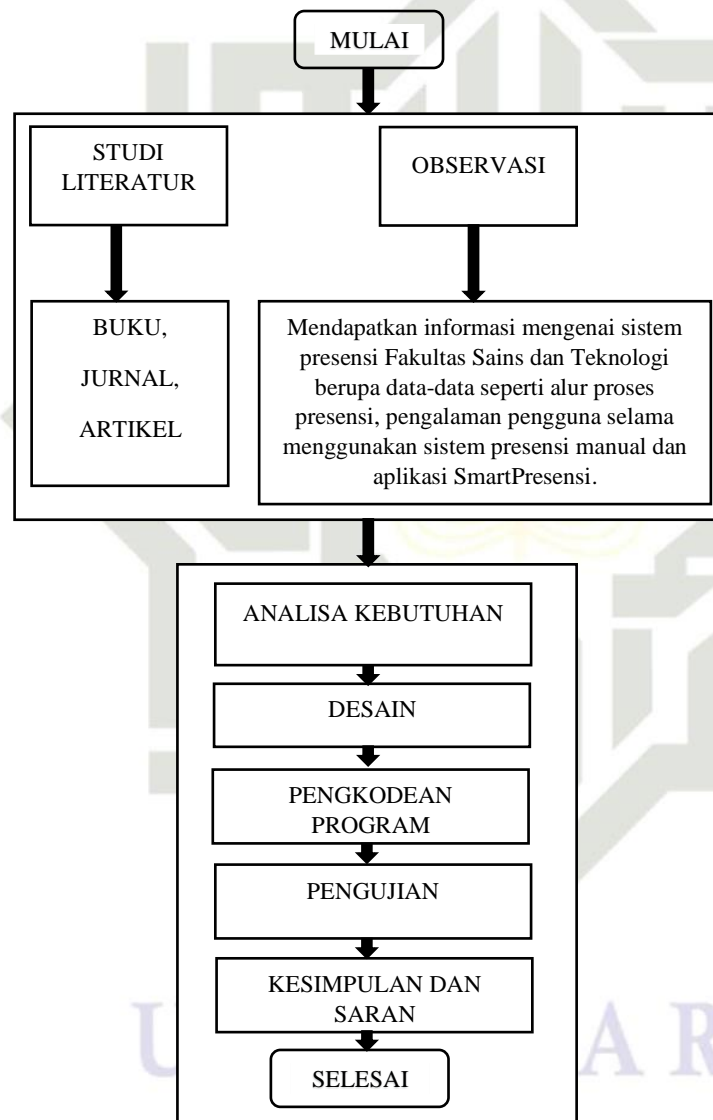 MULAI
STUDI
LITERATUR
OBSERVASI
BUKU,
JURNAL,
ARTIKEL
Mendapatkan informasi mengenai sistem
presensi Fakultas Sains dan Teknologi
berupa data-data seperti alur proses
presensi, pengalaman pengguna selama
menggunakan sistem presensi manual dan
aplikasi SmartPresensi.
ANALISA KEBUTUHAN
DESAIN
PENGKODEAN
PROGRAM
PENGUJIAN
KESIMPULAN DAN
SARAN
SELESAI